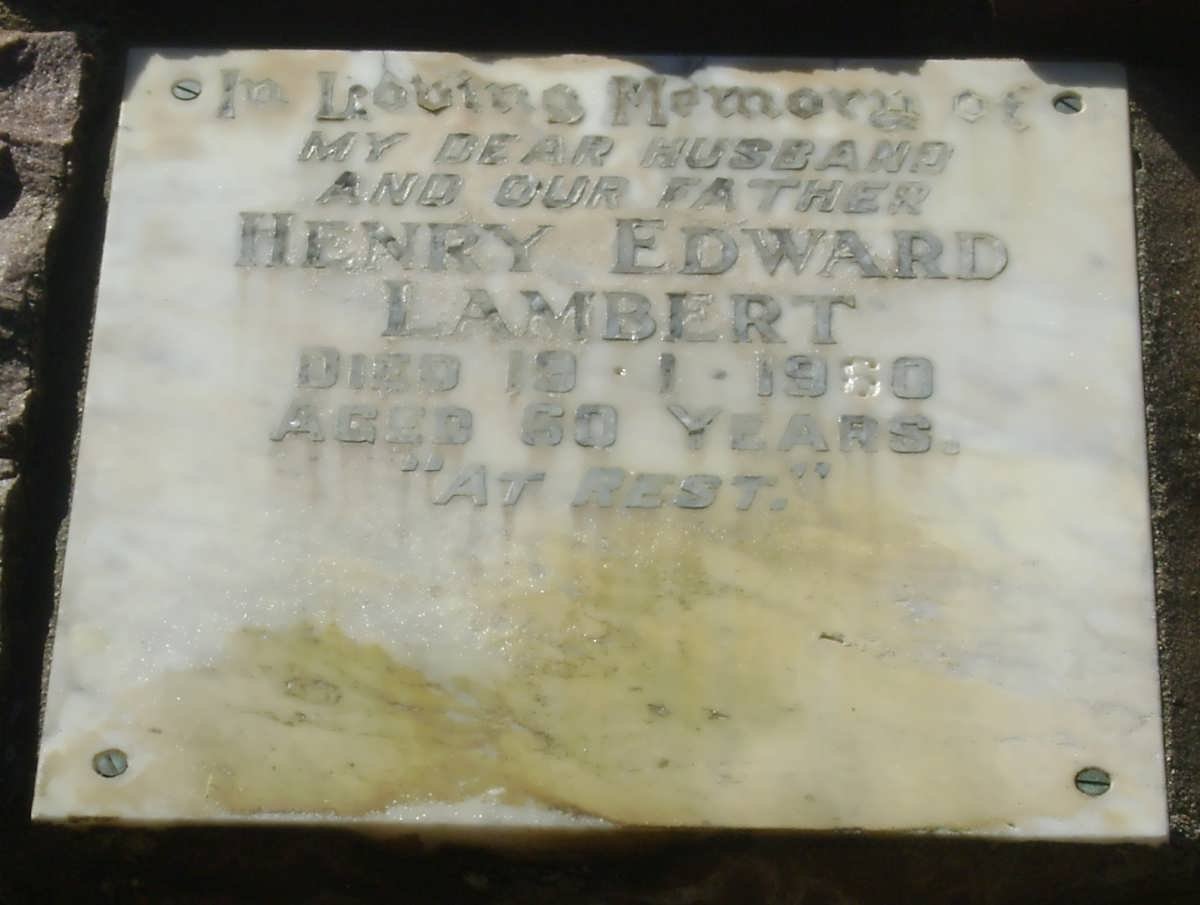 In Loving Memory of
MY DEAR HUSBAND
AND OUR FATHER
HENRY EDWARD
LAMBERT
DIED 19 · 1 · 1960
AGED 60 YEARS.
"AT REST."